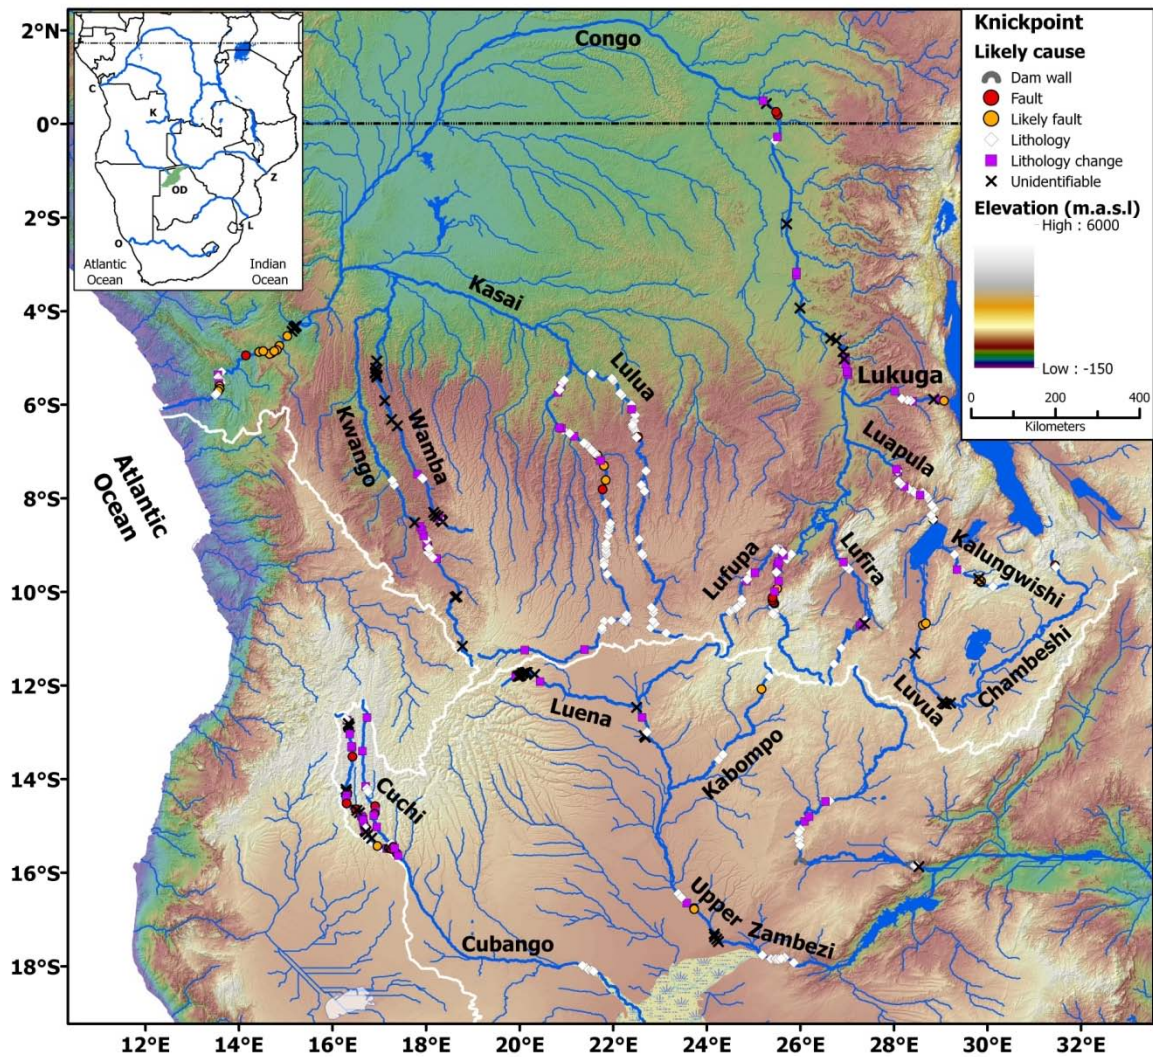 Knickpoint
Likely cause
Dam wall
Fault
Likely fault
Lithology
Lithology change
Unidentifiable
Elevation (m.a.s.l)
High : 6000
Low : -150
0 200 400
Kilometers
C
K
OD
Z
L
O
Atlantic
Ocean
Indian
Ocean
2°N
0°
2°S
4°S
6°S
8°S
10°S
12°S
14°S
16°S
18°S
12°E 14°E 16°E 18°E 20°E 22°E 24°E 26°E 28°E 30°E 32°E
Congo
Kasai
Lulua
Lukuga
Kwango
Wamba
Luapula
Atlantic
Ocean
Lufupa
Lufira
Kalungwishi
Chambeshi
Luvua
Luena
Kabompo
Cuchi
Upper Zambezi
Cubango